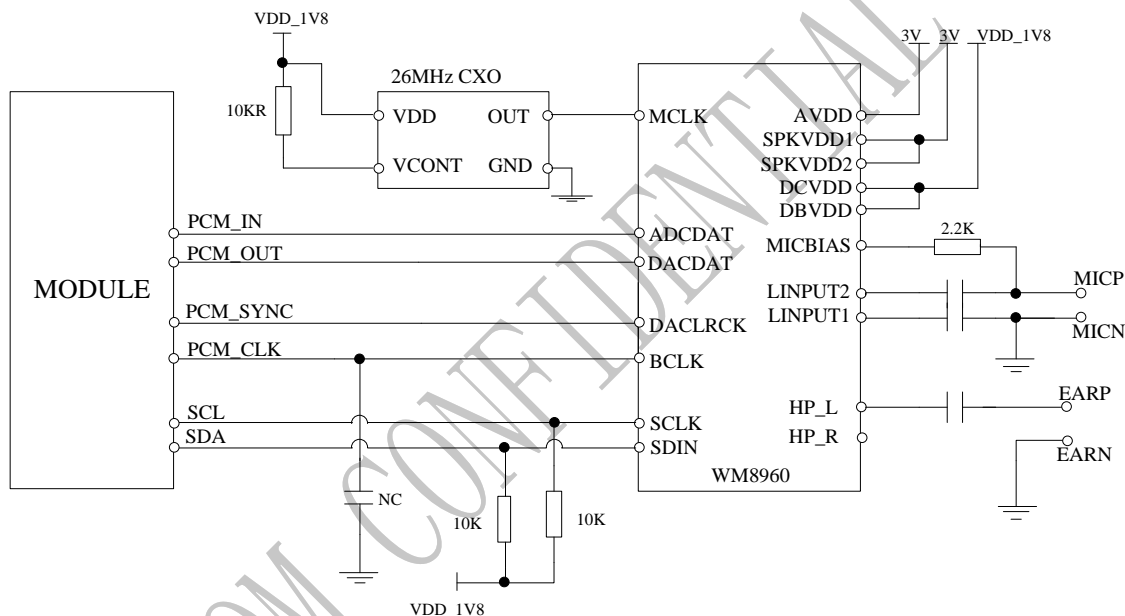 VDD_1V8
3V 3V VDD_1V8
26MHz CXO
10KR
VDD OUT
VCONT GND
MCLK
AVDD
SPKVDD1
SPKVDD2
DCVDD
DBVDD
MODULE
PCM_IN
ADCDAT
PCM_OUT
DACDAT
MICBIAS
2.2K
LINPUT2
MICP
LINPUT1
MICN
PCM_SYNC
DACLRCK
PCM_CLK
BCLK
SCL
SCLK
SDA
SDIN
HP_L
EARP
HP_R
EARN
WM8960
NC
10K
10K
VDD_1V8
COM CONFIDENTIAL